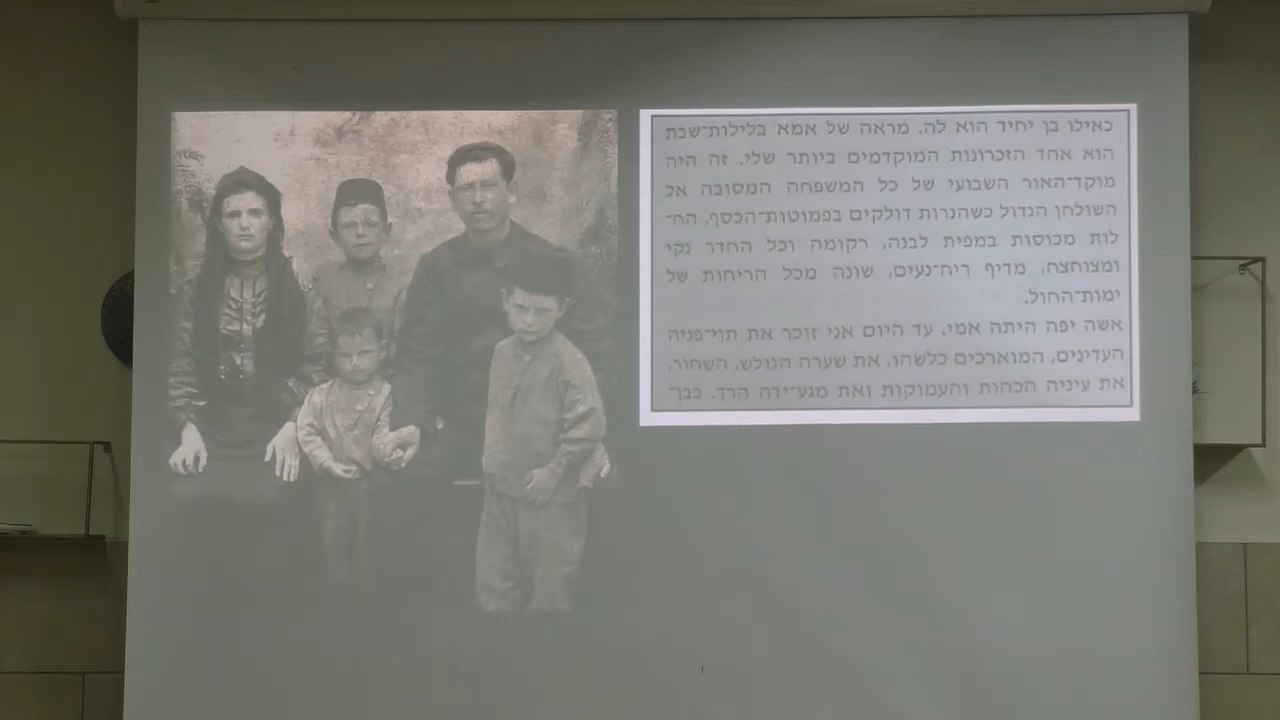 כאילו בן יחיד הוא לה. מראה של אמא בלילות־שבת
הוא אחד הזכרונות המוקדמים ביותר שלי. זה היה
מוקד־האור השבועי של כל המשפחה המסובה אל
השולחן הגדול כשהנרות דולקים בפמוטות־הכסף, הח־
לות מכוסות במפית לבנה, רקומה וכל החדר נקי
ומצוחצח, מדיף ריח־נעים, שונה מכל הריחות של
ימות־החול.
אשה יפה היתה אמי. עד היום אני זוכר את תוי־פניה
העדינים, המוארכים כלשהו, את שערה הגולש, השחור,
את עיניה הכהות והעמוקות ואת מגע־ידה הרך. כבן־